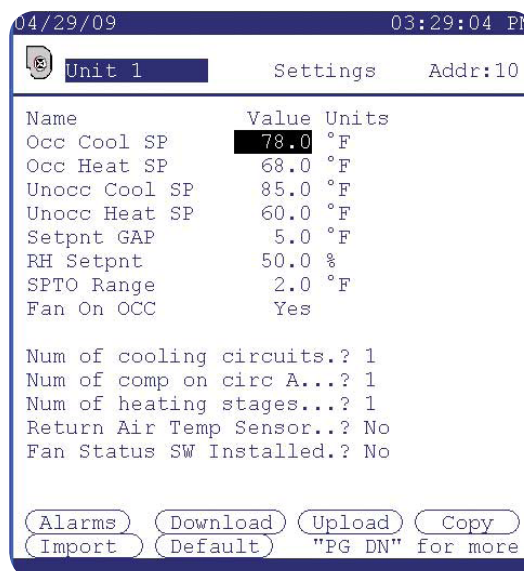 04/29/09 03:29:04 PM
Unit 1 Settings Addr:10
Name Value Units
Occ Cool SP 78.0 °F
Occ Heat SP 68.0 °F
Unocc Cool SP 85.0 °F
Unocc Heat SP 60.0 °F
Setpnt GAP 5.0 °F
RH Setpnt 50.0 %
SPTO Range 2.0 °F
Fan On OCC Yes
Num of cooling circuits.? 1
Num of comp on circ A...? 1
Num of heating stages...? 1
Return Air Temp Sensor..? No
Fan Status SW Installed.? No
Alarms Download Upload Copy
Import Default "PG DN" for more